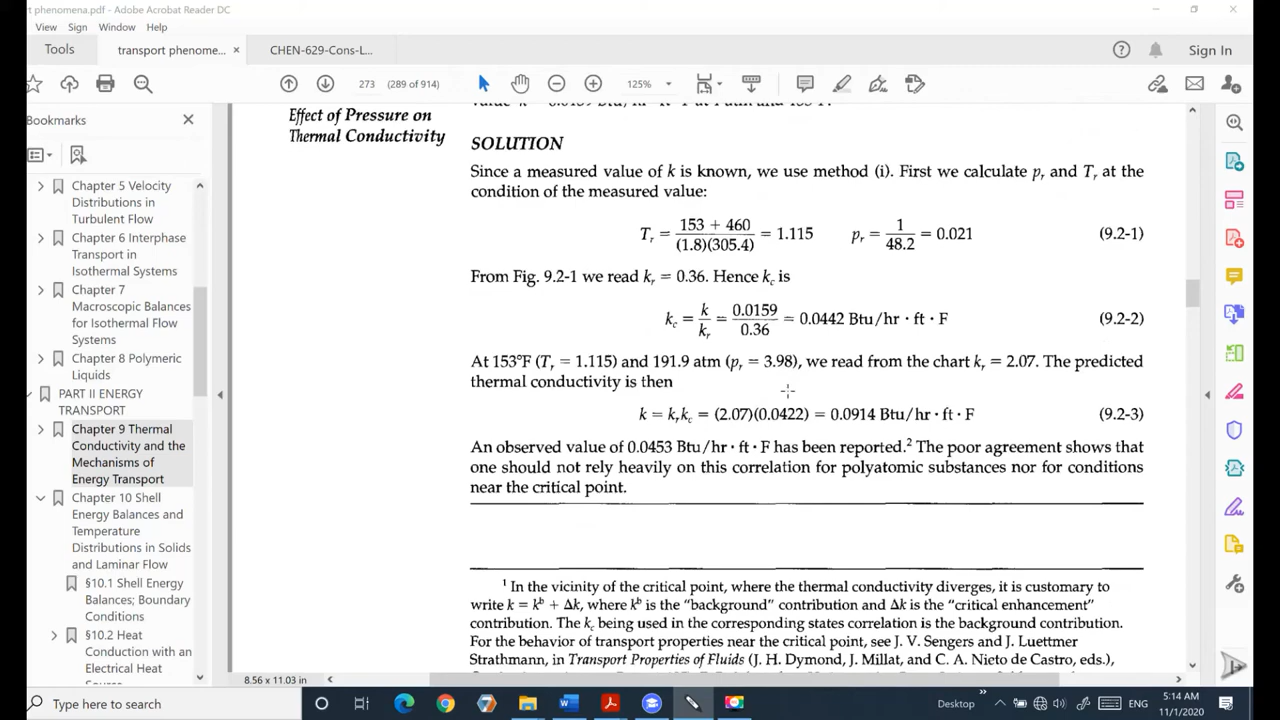 rt phenomena.pdf - Adobe Acrobat Reader DC
View Sign Window Help
Tools transport phenome... × CHEN-629-Cons-L... Sign In
273 (289 of 914) 125%
Effect of Pressure on
Thermal Conductivity
Bookmarks
Chapter 5 Velocity
Distributions in
Turbulent Flow
Chapter 6 Interphase
Transport in
Isothermal Systems
Chapter 7
Macroscopic Balances
for Isothermal Flow
Systems
Chapter 8 Polymeric
Liquids
PART II ENERGY
TRANSPORT
Chapter 9 Thermal
Conductivity and the
Mechanisms of
Energy Transport
Chapter 10 Shell
Energy Balances and
Temperature
Distributions in Solids
and Laminar Flow
§10.1 Shell Energy
Balances; Boundary
Conditions
§10.2 Heat
Conduction with an
Electrical Heat
SOLUTION
Since a measured value of k is known, we use method (i). First we calculate pᵣ and Tᵣ at the
condition of the measured value:
Tᵣ = (153 + 460)/((1.8)(305.4)) = 1.115 pᵣ = 1/48.2 = 0.021 (9.2-1)
From Fig. 9.2-1 we read kᵣ = 0.36. Hence k_c is
k_c = k/kᵣ = 0.0159/0.36 = 0.0442 Btu/hr · ft · F (9.2-2)
At 153°F (Tᵣ = 1.115) and 191.9 atm (pᵣ = 3.98), we read from the chart kᵣ = 2.07. The predicted
thermal conductivity is then
k = kᵣk_c = (2.07)(0.0422) = 0.0914 Btu/hr · ft · F (9.2-3)
An observed value of 0.0453 Btu/hr · ft · F has been reported.² The poor agreement shows that
one should not rely heavily on this correlation for polyatomic substances nor for conditions
near the critical point.
¹ In the vicinity of the critical point, where the thermal conductivity diverges, it is customary to
write k = kᵇ + Δk, where kᵇ is the "background" contribution and Δk is the "critical enhancement"
contribution. The k_c being used in the corresponding states correlation is the background contribution.
For the behavior of transport properties near the critical point, see J. V. Sengers and J. Luettmer
Strathmann, in Transport Properties of Fluids (J. H. Dymond, J. Millat, and C. A. Nieto de Castro, eds.),
8.56 x 11.03 in
Type here to search
Desktop
ENG
5:14 AM
11/1/2020